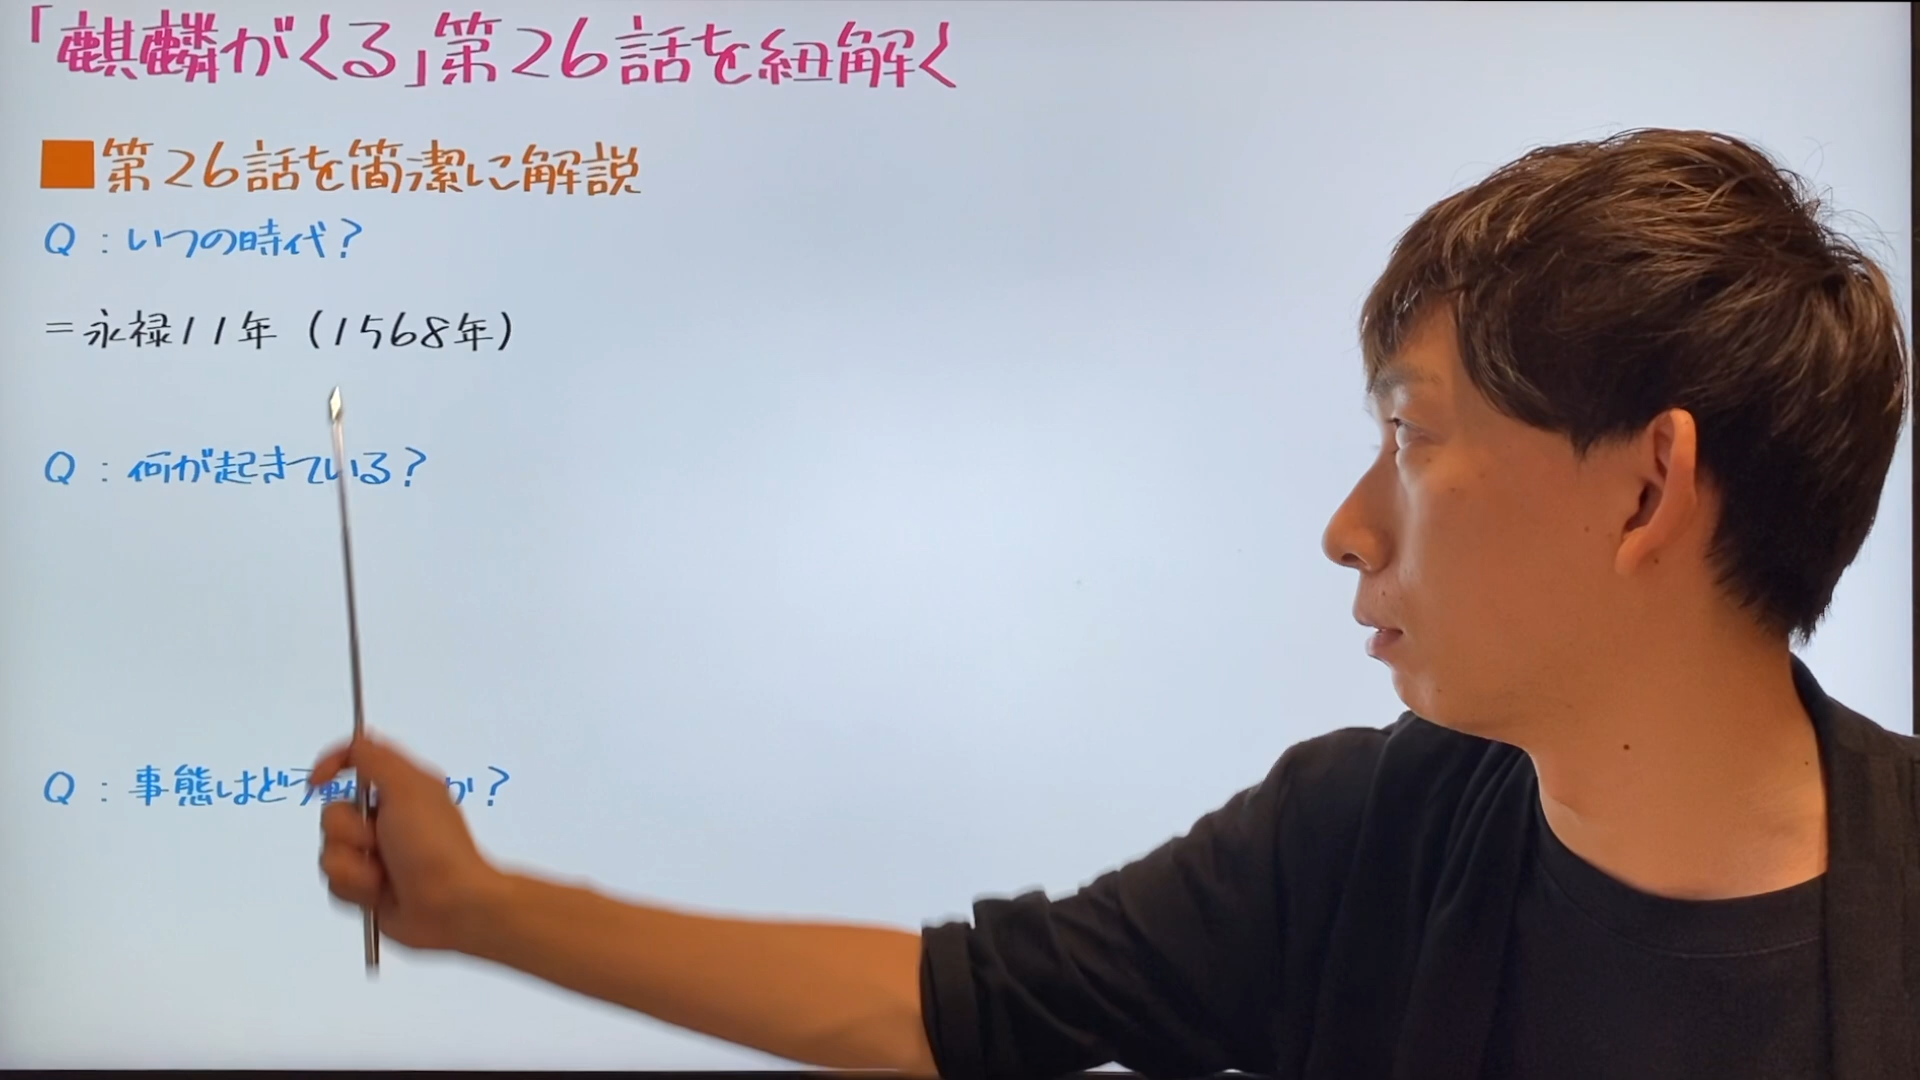 「麒麟がくる」第26話を紐解く
■第26話を簡潔に解説
Q：いつの時代？
＝永禄11年（1568年）
Q：何が起きている？
Q：事態はどう動 か？